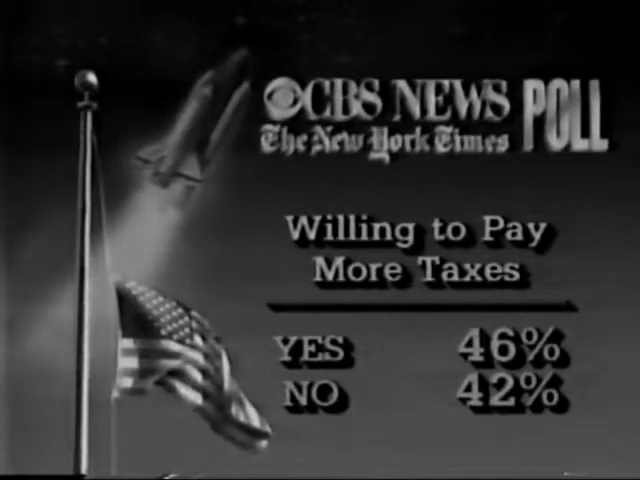 CBS NEWS
The New York Times
POLL
Willing to Pay
More Taxes
YES 46%
NO 42%